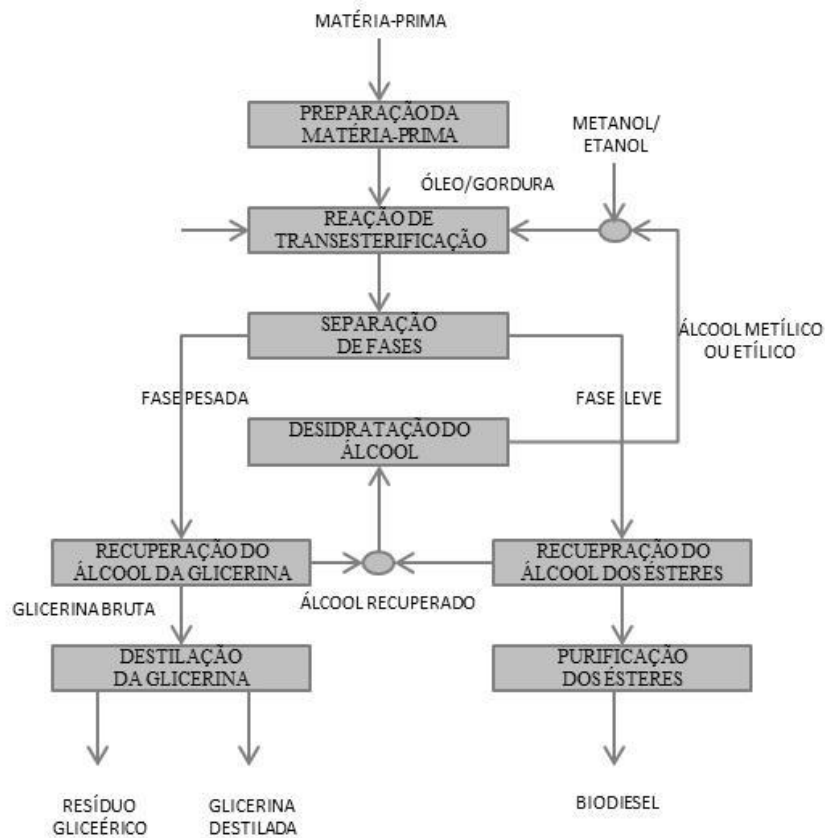 MATÉRIA-PRIMA
PREPARAÇÃO DA
MATÉRIA-PRIMA
METANOL/
ETANOL
ÓLEO/GORDURA
REAÇÃO DE
TRANSESTERIFICAÇÃO
SEPARAÇÃO
DE FASES
ÁLCOOL METÍLICO
OU ETÍLICO
FASE PESADA
FASE LEVE
DESIDRATAÇÃO DO
ÁLCOOL
RECUPERAÇÃO DO
ÁLCOOL DA GLICERINA
RECUEPRAÇÃO DO
ÁLCOOL DOS ÉSTERES
GLICERINA BRUTA
ÁLCOOL RECUPERADO
DESTILAÇÃO
DA GLICERINA
PURIFICAÇÃO
DOS ÉSTERES
RESÍDUO
GLICEÉRICO
GLICERINA
DESTILADA
BIODIESEL